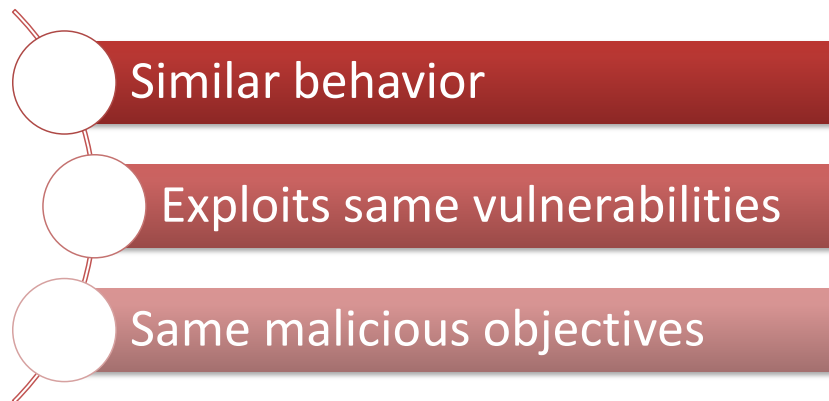 Similar behavior
Exploits same vulnerabilities
Same malicious objectives